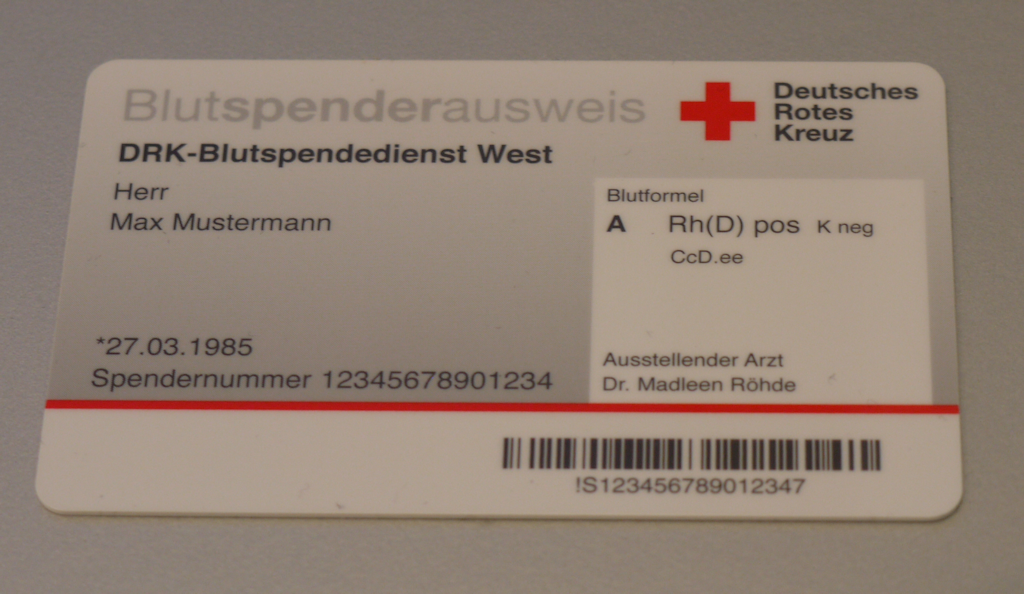 Blutspenderausweis
Deutsches
Rotes
Kreuz
DRK-Blutspendedienst West
Herr
Max Mustermann
Blutformel
A Rh(D) pos K neg
CcD.ee
*27.03.1985
Spendernummer 12345678901234
Ausstellender Arzt
Dr. Madleen Röhde
!S123456789012347